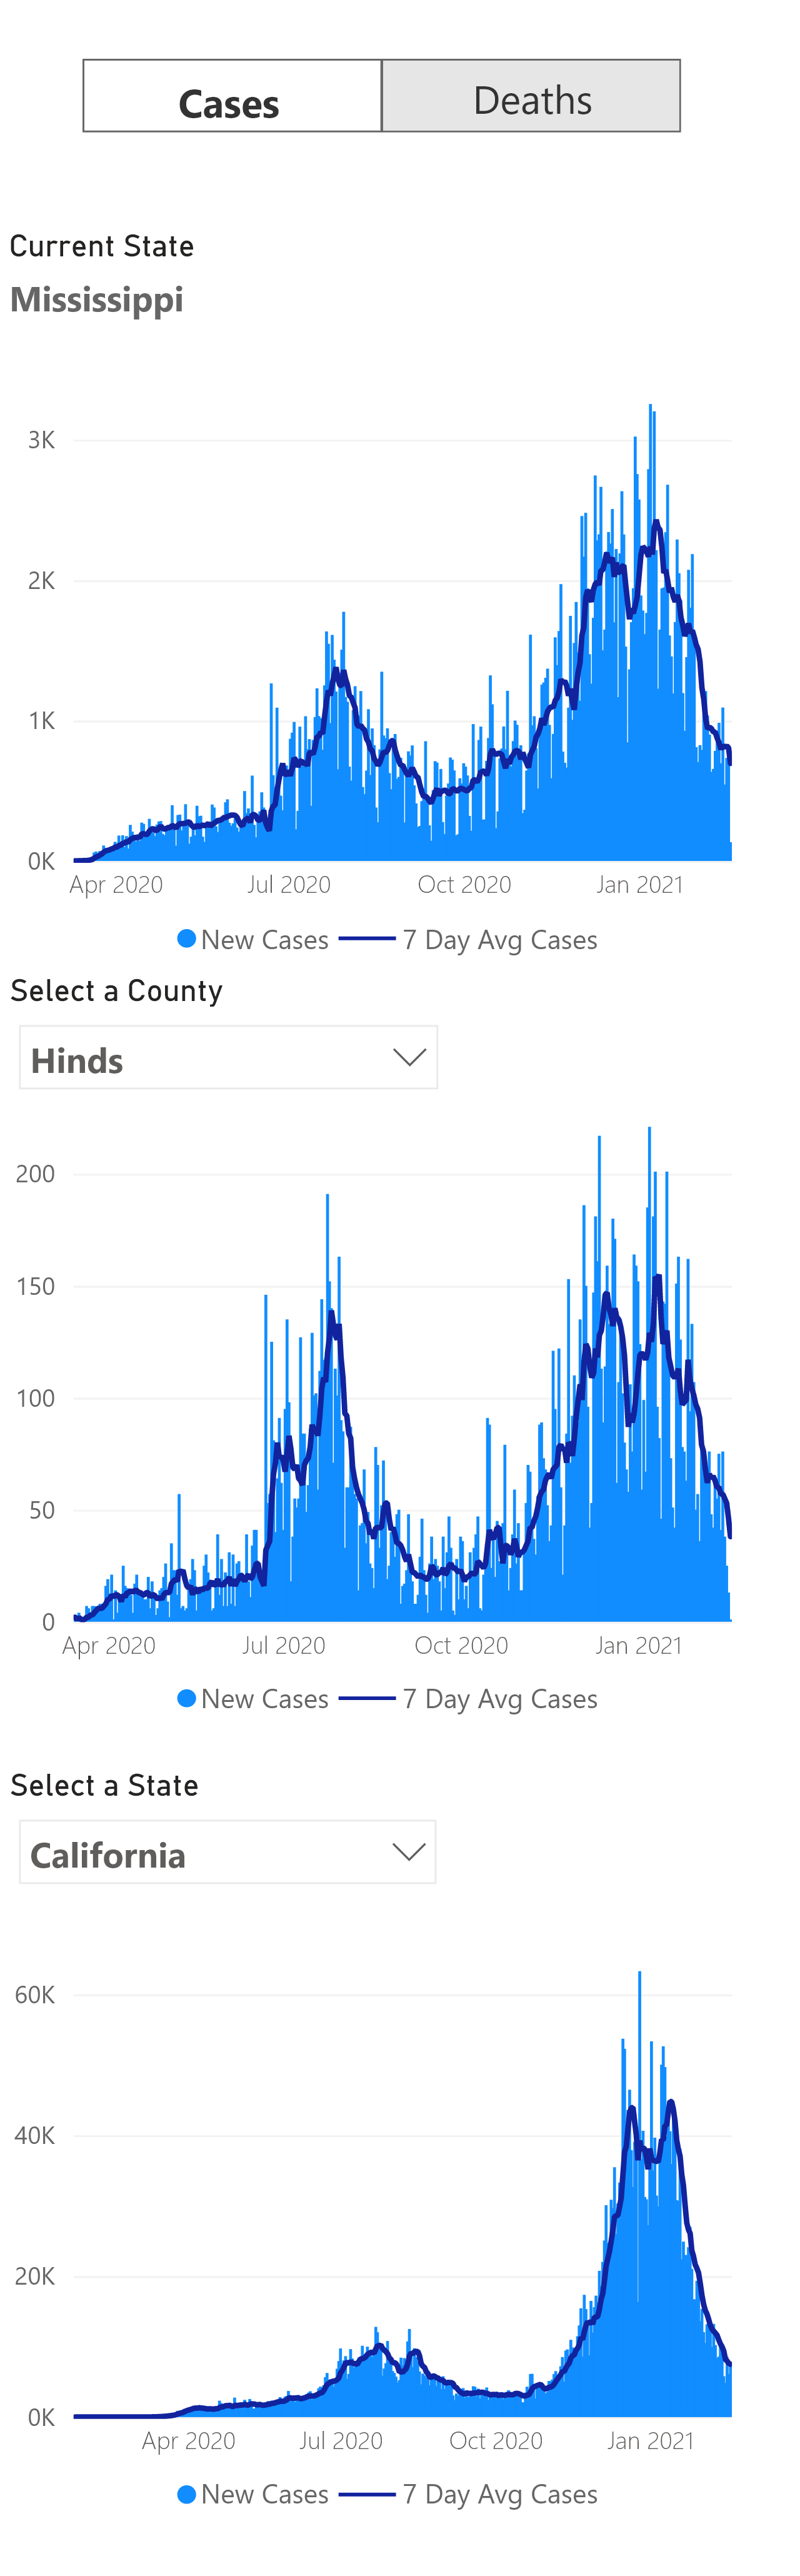 Cases Deaths
Current State
Mississippi
3K
2K
1K
0K
Apr 2020 Jul 2020 Oct 2020 Jan 2021
New Cases 7 Day Avg Cases
Select a County
Hinds
200
150
100
50
0
Apr 2020 Jul 2020 Oct 2020 Jan 2021
New Cases 7 Day Avg Cases
Select a State
California
60K
40K
20K
0K
Apr 2020 Jul 2020 Oct 2020 Jan 2021
New Cases 7 Day Avg Cases